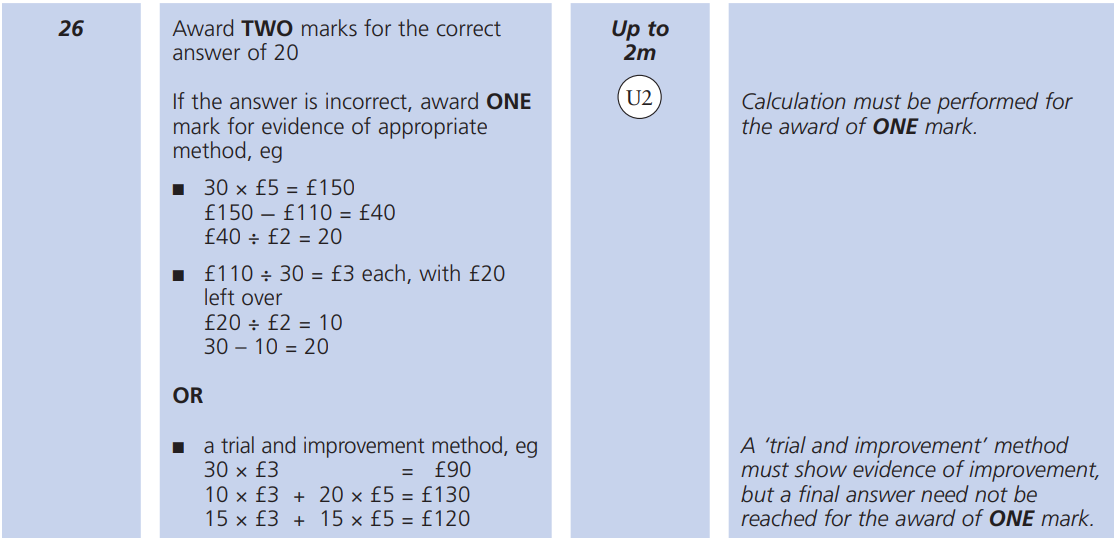 26
Award TWO marks for the correct
answer of 20
If the answer is incorrect, award ONE
mark for evidence of appropriate
method, eg
■ 30 × £5 = £150
£150 – £110 = £40
£40 ÷ £2 = 20
■ £110 ÷ 30 = £3 each, with £20
left over
£20 ÷ £2 = 10
30 – 10 = 20
OR
■ a trial and improvement method, eg
30 × £3 = £90
10 × £3 + 20 × £5 = £130
15 × £3 + 15 × £5 = £120
Up to
2m
U2
Calculation must be performed for
the award of ONE mark.
A ‘trial and improvement’ method
must show evidence of improvement,
but a final answer need not be
reached for the award of ONE mark.